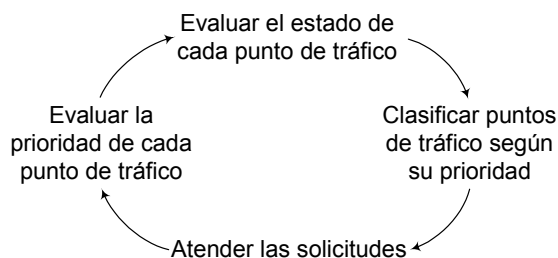 Evaluar el estado de
cada punto de tráfico
Clasificar puntos
de tráfico según
su prioridad
Atender las solicitudes
Evaluar la
prioridad de cada
punto de tráfico